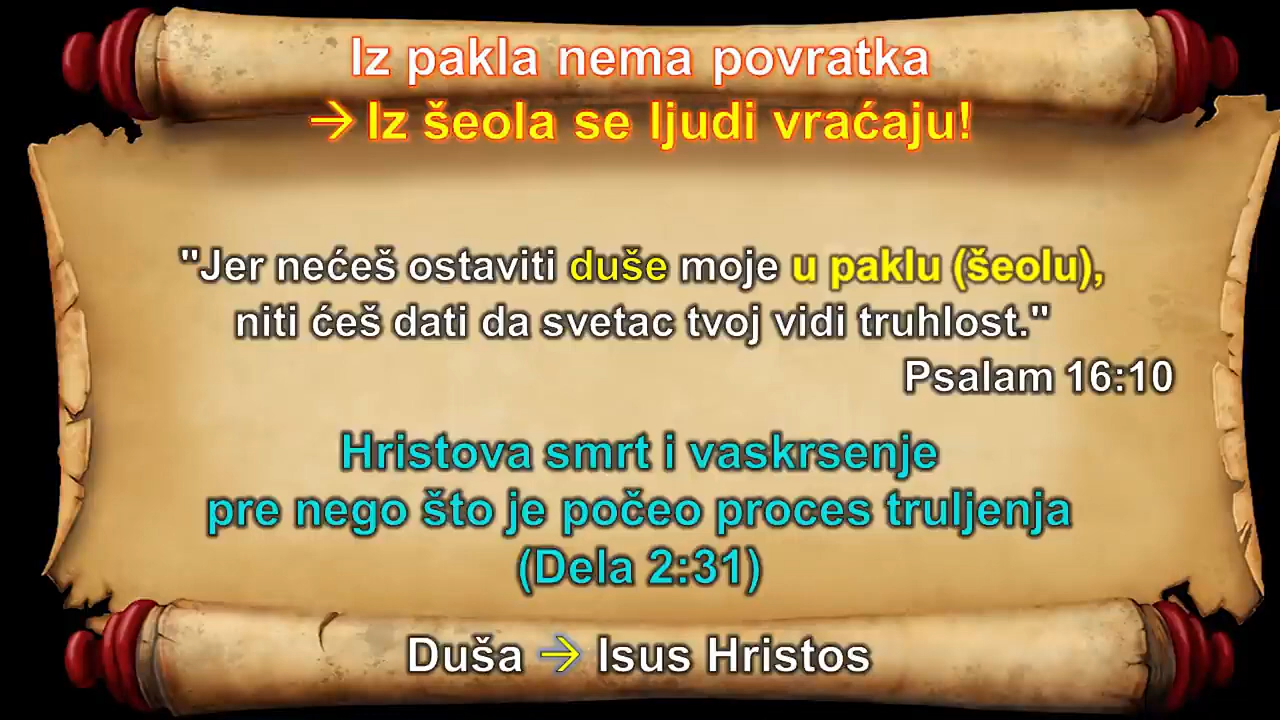 Iz pakla nema povratka
→ Iz šeola se ljudi vraćaju!
"Jer nećeš ostaviti duše moje u paklu (šeolu),
niti ćeš dati da svetac tvoj vidi truhlost."
Psalam 16:10
Hristova smrt i vaskrsenje
pre nego što je počeo proces truljenja
(Dela 2:31)
Duša → Isus Hristos